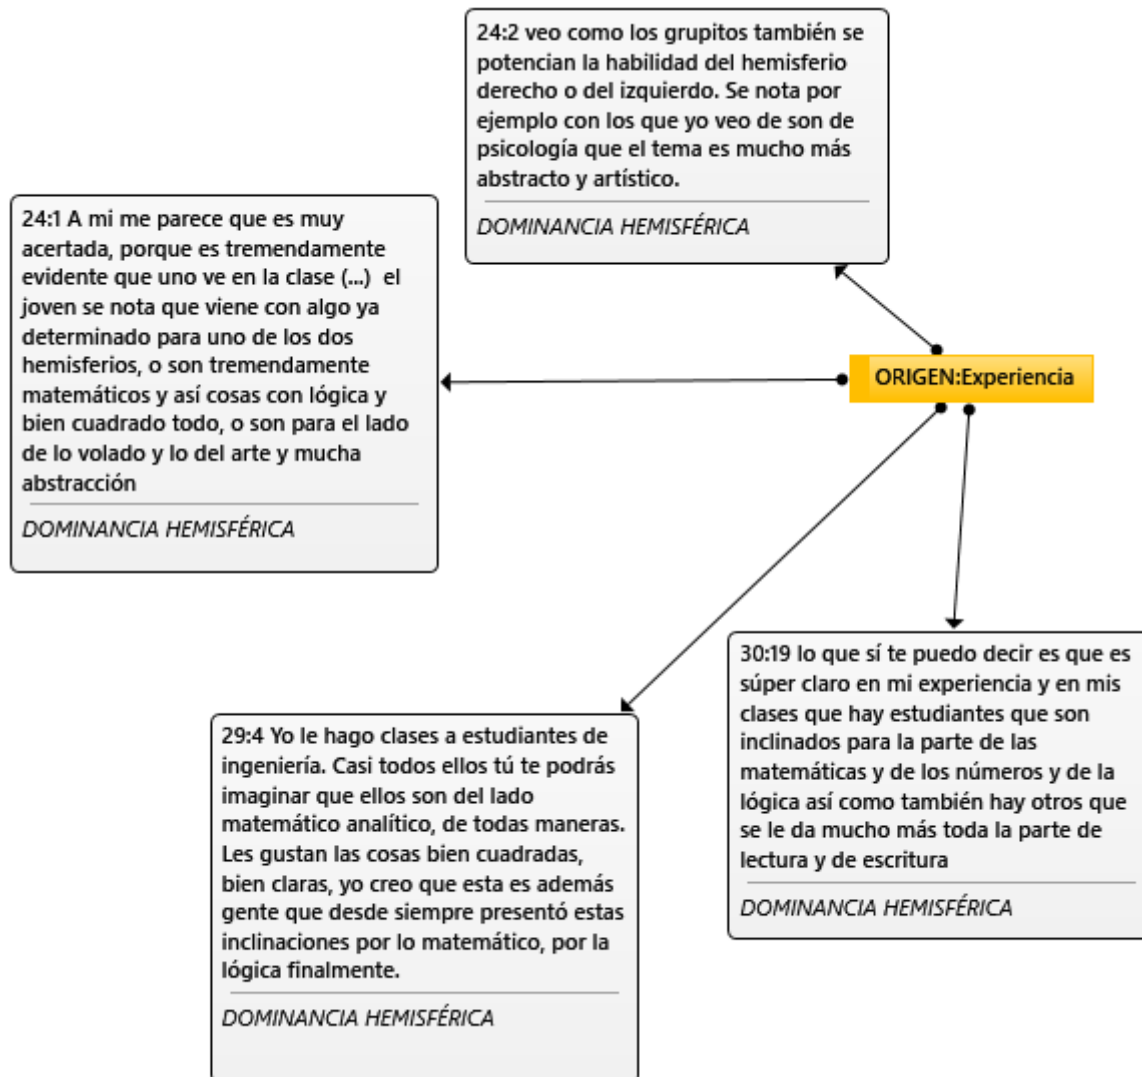 24:2 veo como los grupitos también se
potencian la habilidad del hemisferio
derecho o del izquierdo. Se nota por
ejemplo con los que yo veo de son de
psicología que el tema es mucho más
abstracto y artístico.
DOMINANCIA HEMISFÉRICA
24:1 A mi me parece que es muy
acertada, porque es tremendamente
evidente que uno ve en la clase (...) el
joven se nota que viene con algo ya
determinado para uno de los dos
hemisferios, o son tremendamente
matemáticos y así cosas con lógica y
bien cuadrado todo, o son para el lado
de lo volado y lo del arte y mucha
abstracción
DOMINANCIA HEMISFÉRICA
ORIGEN:Experiencia
30:19 lo que sí te puedo decir es que es
súper claro en mi experiencia y en mis
clases que hay estudiantes que son
inclinados para la parte de las
matemáticas y de los números y de la
lógica así como también hay otros que
se le da mucho más toda la parte de
lectura y de escritura
DOMINANCIA HEMISFÉRICA
29:4 Yo le hago clases a estudiantes de
ingeniería. Casi todos ellos tú te podrás
imaginar que ellos son del lado
matemático analítico, de todas maneras.
Les gustan las cosas bien cuadradas,
bien claras, yo creo que esta es además
gente que desde siempre presentó estas
inclinaciones por lo matemático, por la
lógica finalmente.
DOMINANCIA HEMISFÉRICA